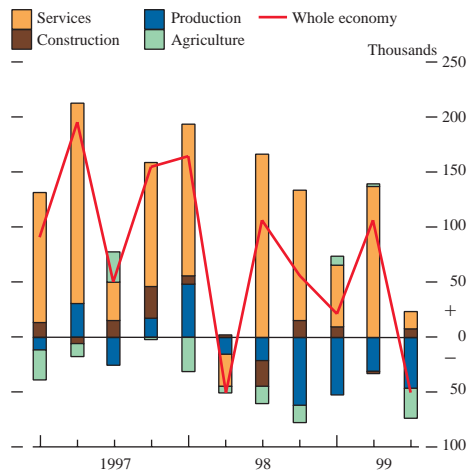 Services Production Whole economy
Construction Agriculture
Thousands
250
200
150
100
50
+
0
–
50
100
1997 98 99